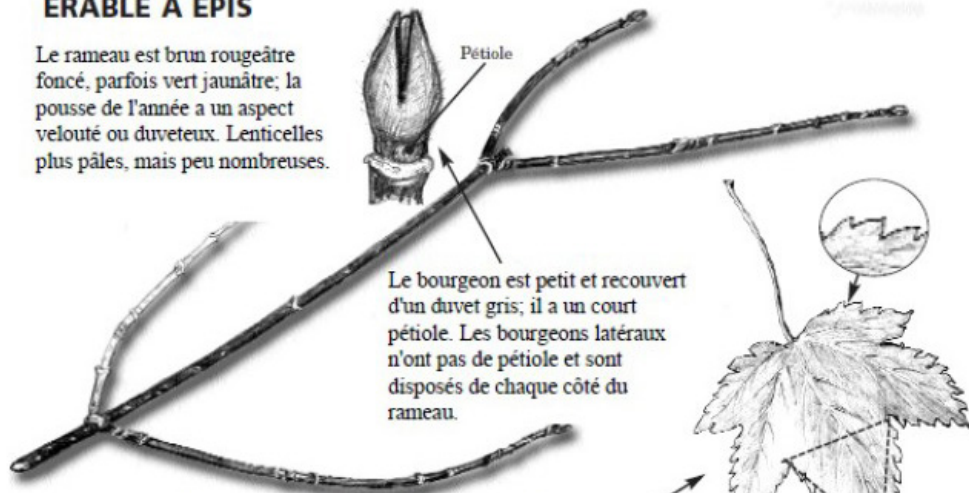 ÉRABLE À ÉPIS
Le rameau est brun rougeâtre
foncé, parfois vert jaunâtre; la
pousse de l'année a un aspect
velouté ou duveteux. Lenticelles
plus pâles, mais peu nombreuses.
Pétiole
Le bourgeon est petit et recouvert
d'un duvet gris; il a un court
pétiole. Les bourgeons latéraux
n'ont pas de pétiole et sont
disposés de chaque côté du
rameau.